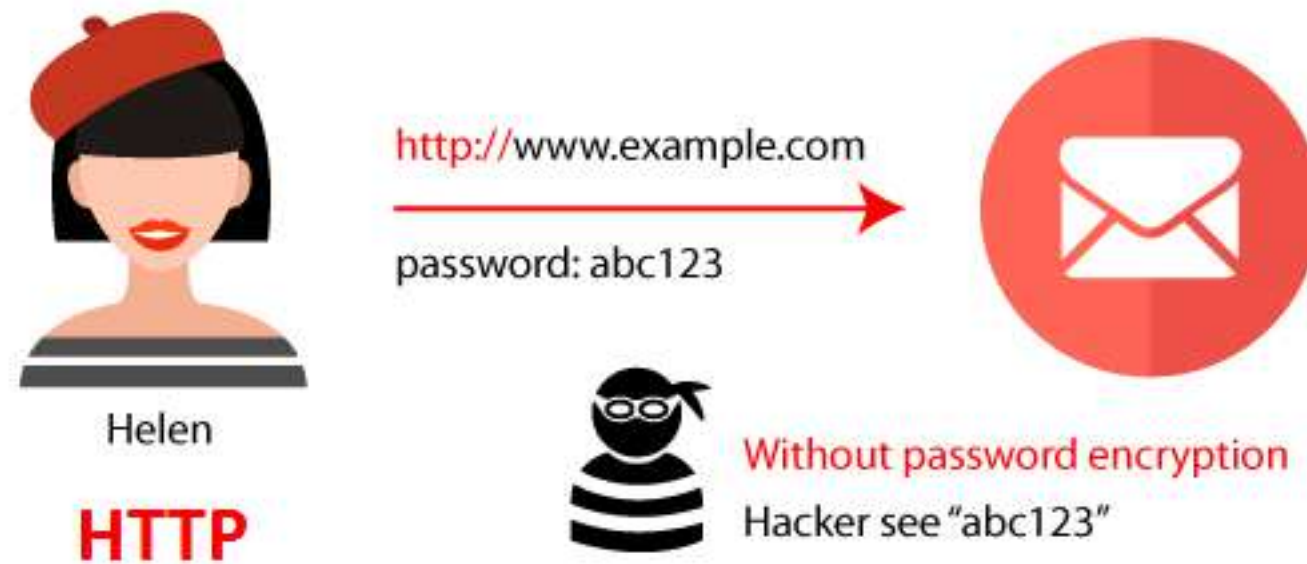 http://www.example.com
password: abc123
Helen
HTTP
Without password encryption
Hacker see “abc123”